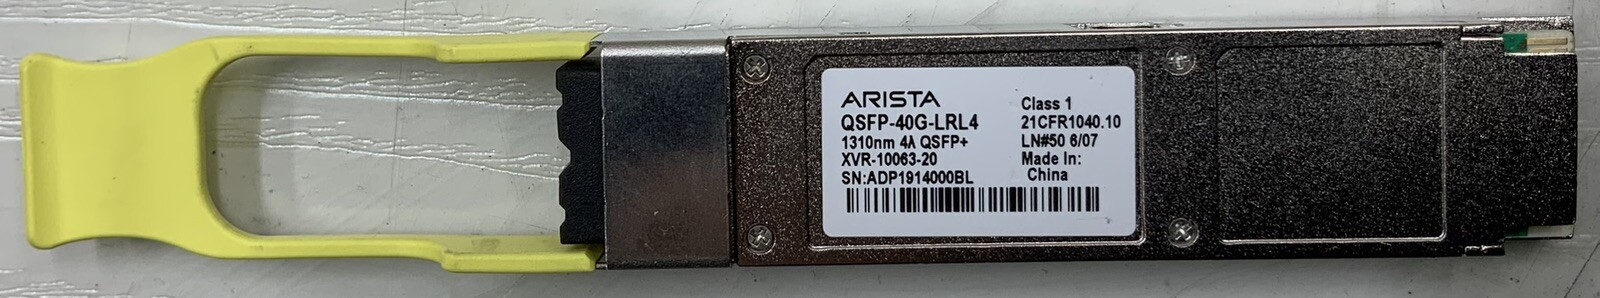 ARISTA
QSFP-40G-LRL4
1310nm 4λ QSFP+
XVR-10063-20
SN:ADP1914000BL
Class 1
21CFR1040.10
LN#50 6/07
Made In:
China